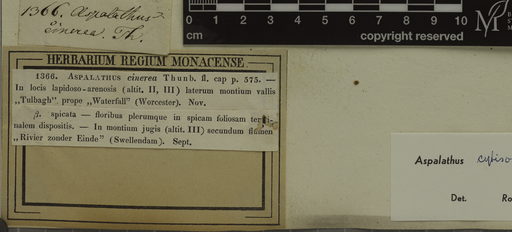 1366. Aspalathus
cinerea. Th.
0 1 2 3 4 5 6 7 8 9 10
cm
copyright reserved
HERBARIUM REGIUM MONACENSE.
1366. ASPALATHUS cinerea Thunb. fl. cap p. 575. —
In locis lapidoso-arenosis (altit. II, III) laterum montium vallis
„Tulbagh“ prope „Waterfall“ (Worcester). Nov.
β. spicata — floribus plerumque in spicam foliosam termi-
nalem dispositis. — In montium jugis (altit. III) secundum flumen
„Rivier zonder Einde“ (Swellendam). Sept.
Aspalathus cytiso
Det. Ro